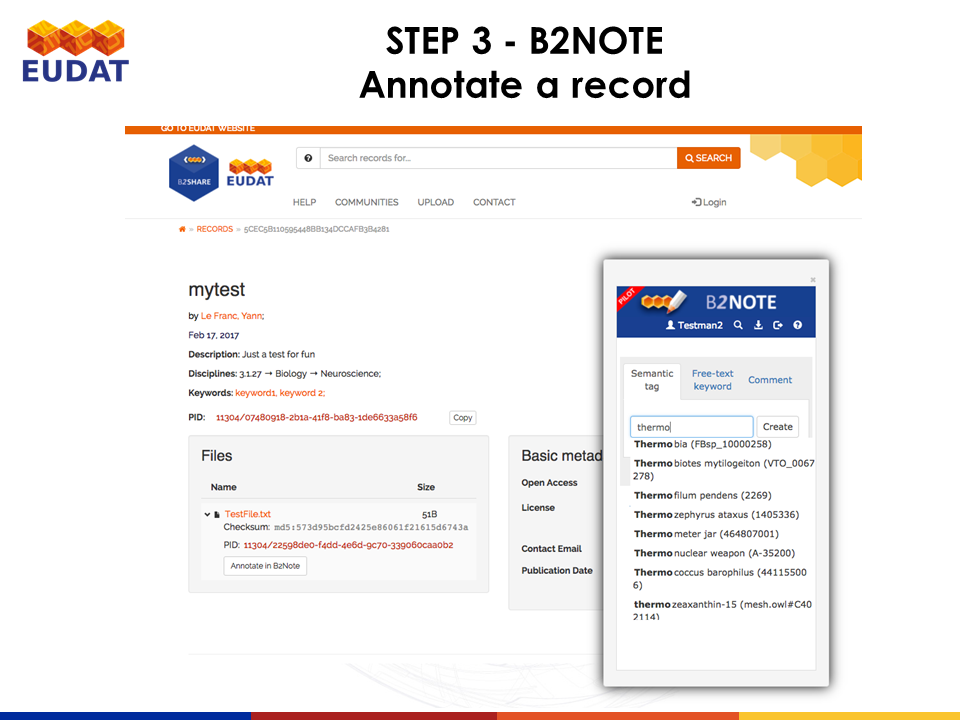 EUDAT
STEP 3 - B2NOTE
Annotate a record
GO TO EUDAT WEBSITE
B2SHARE
EUDAT
Search records for...
SEARCH
HELP COMMUNITIES UPLOAD CONTACT
Login
» RECORDS » 5CEC5B110595448BB134DCCAFB3B4281
mytest
by Le Franc, Yann;
Feb 17, 2017
Description: Just a test for fun
Disciplines: 3.1.27 → Biology → Neuroscience;
Keywords: keyword1, keyword 2;
PID: 11304/07480918-2b1a-41f8-ba83-1de6633a58f6
Copy
Files
Name Size
TestFile.txt 51B
Checksum: md5:573d95bcfd2425e86061f21615d6743a
PID: 11304/22598de0-f4dd-4e6d-9c70-339060caa0b2
Annotate in B2Note
Basic metad
Open Access
License
Contact Email
Publication Date
×
PILOT
B2NOTE
Testman2
Semantic
tag
Free-text
keyword
Comment
thermo
Create
Thermobia (FBsp_10000258)
Thermobiotes mytilogeiton (VTO_0067
278)
Thermofilum pendens (2269)
Thermozephyrus ataxus (1405336)
Thermometer jar (464807001)
Thermonuclear weapon (A-35200)
Thermococcus barophilus (44115500
6)
thermozeaxanthin-15 (mesh.owl#C40
2114)